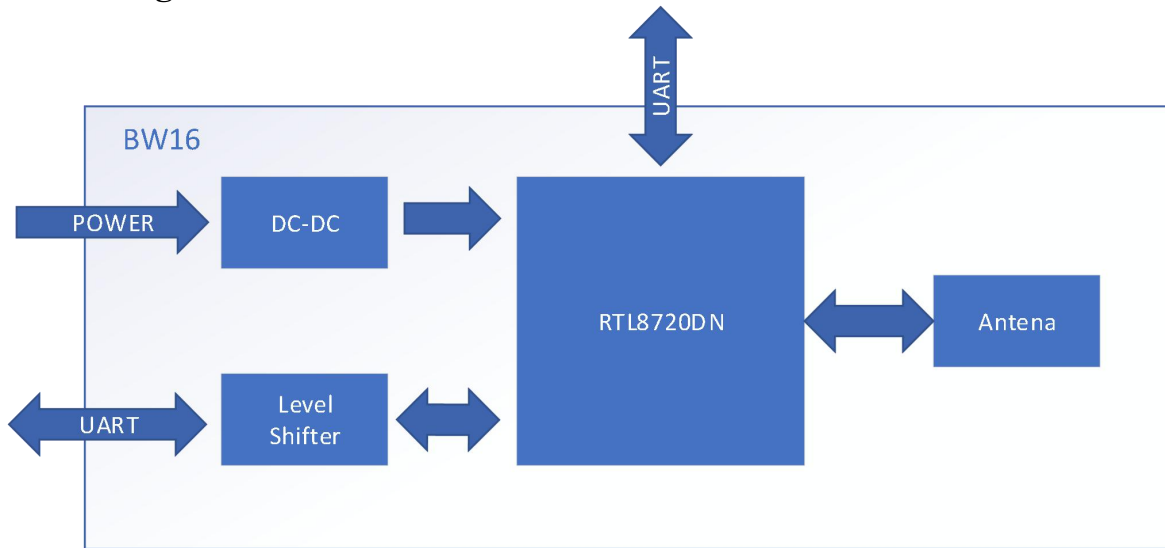 UART
BW16
POWER
DC-DC
RTL8720DN
Antena
UART
Level
Shifter